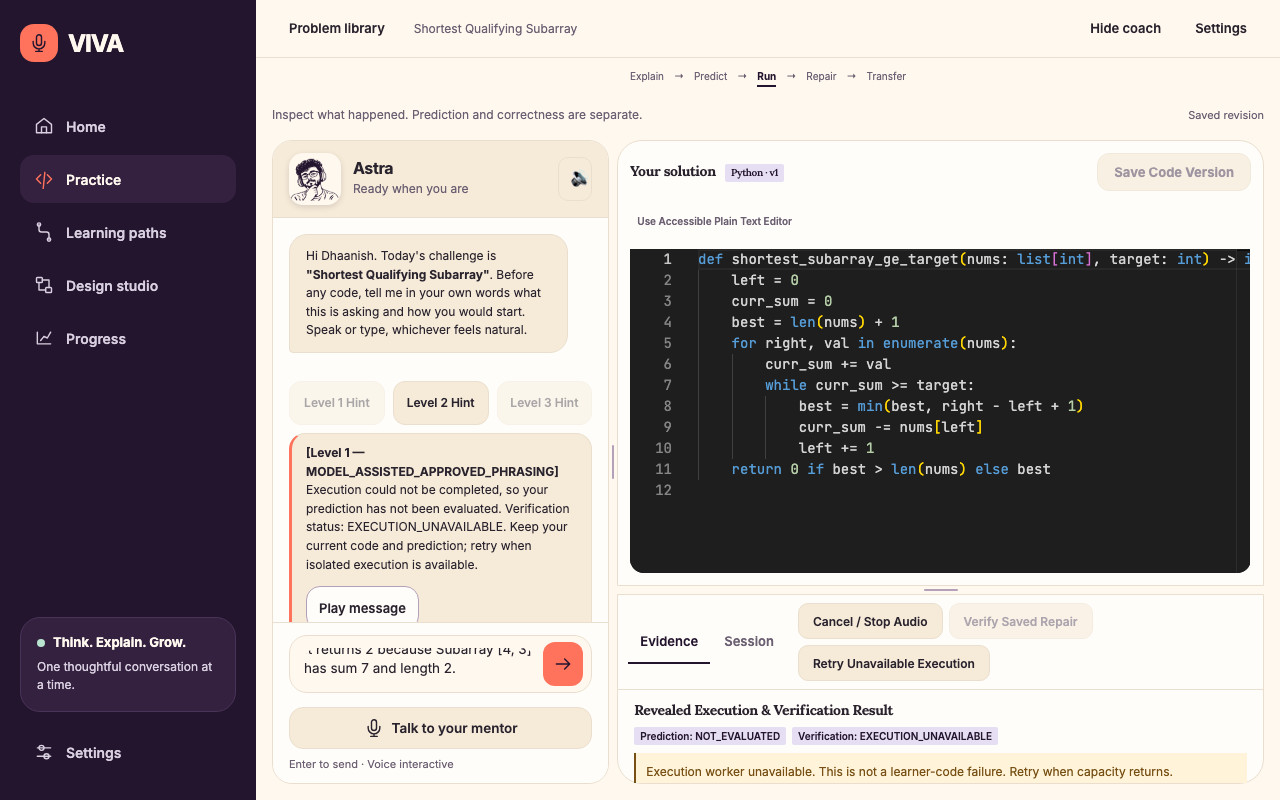 VIVA
Home
Practice
Learning paths
Design studio
Progress
Think. Explain. Grow.
One thoughtful conversation at
a time.
Settings
Problem library
Shortest Qualifying Subarray
Hide coach
Settings
Explain → Predict → Run → Repair → Transfer
Inspect what happened. Prediction and correctness are separate.
Saved revision
Astra
Ready when you are
Hi Dhaanish. Today's challenge is
"Shortest Qualifying Subarray". Before
any code, tell me in your own words what
this is asking and how you would start.
Speak or type, whichever feels natural.
Level 1 Hint
Level 2 Hint
Level 3 Hint
[Level 1 —
MODEL_ASSISTED_APPROVED_PHRASING]
Execution could not be completed, so your
prediction has not been evaluated. Verification
status: EXECUTION_UNAVAILABLE. Keep your
current code and prediction; retry when
isolated execution is available.
Play message
t returns 2 because Subarray [4, 3]
has sum 7 and length 2.
Talk to your mentor
Enter to send · Voice interactive
Your solution
Python · v1
Save Code Version
Use Accessible Plain Text Editor
1 def shortest_subarray_ge_target(nums: list[int], target: int) -> i
2     left = 0
3     curr_sum = 0
4     best = len(nums) + 1
5     for right, val in enumerate(nums):
6         curr_sum += val
7         while curr_sum >= target:
8             best = min(best, right - left + 1)
9             curr_sum -= nums[left]
10             left += 1
11     return 0 if best > len(nums) else best
12
Evidence
Session
Cancel / Stop Audio
Verify Saved Repair
Retry Unavailable Execution
Revealed Execution & Verification Result
Prediction: NOT_EVALUATED
Verification: EXECUTION_UNAVAILABLE
Execution worker unavailable. This is not a learner-code failure. Retry when capacity returns.